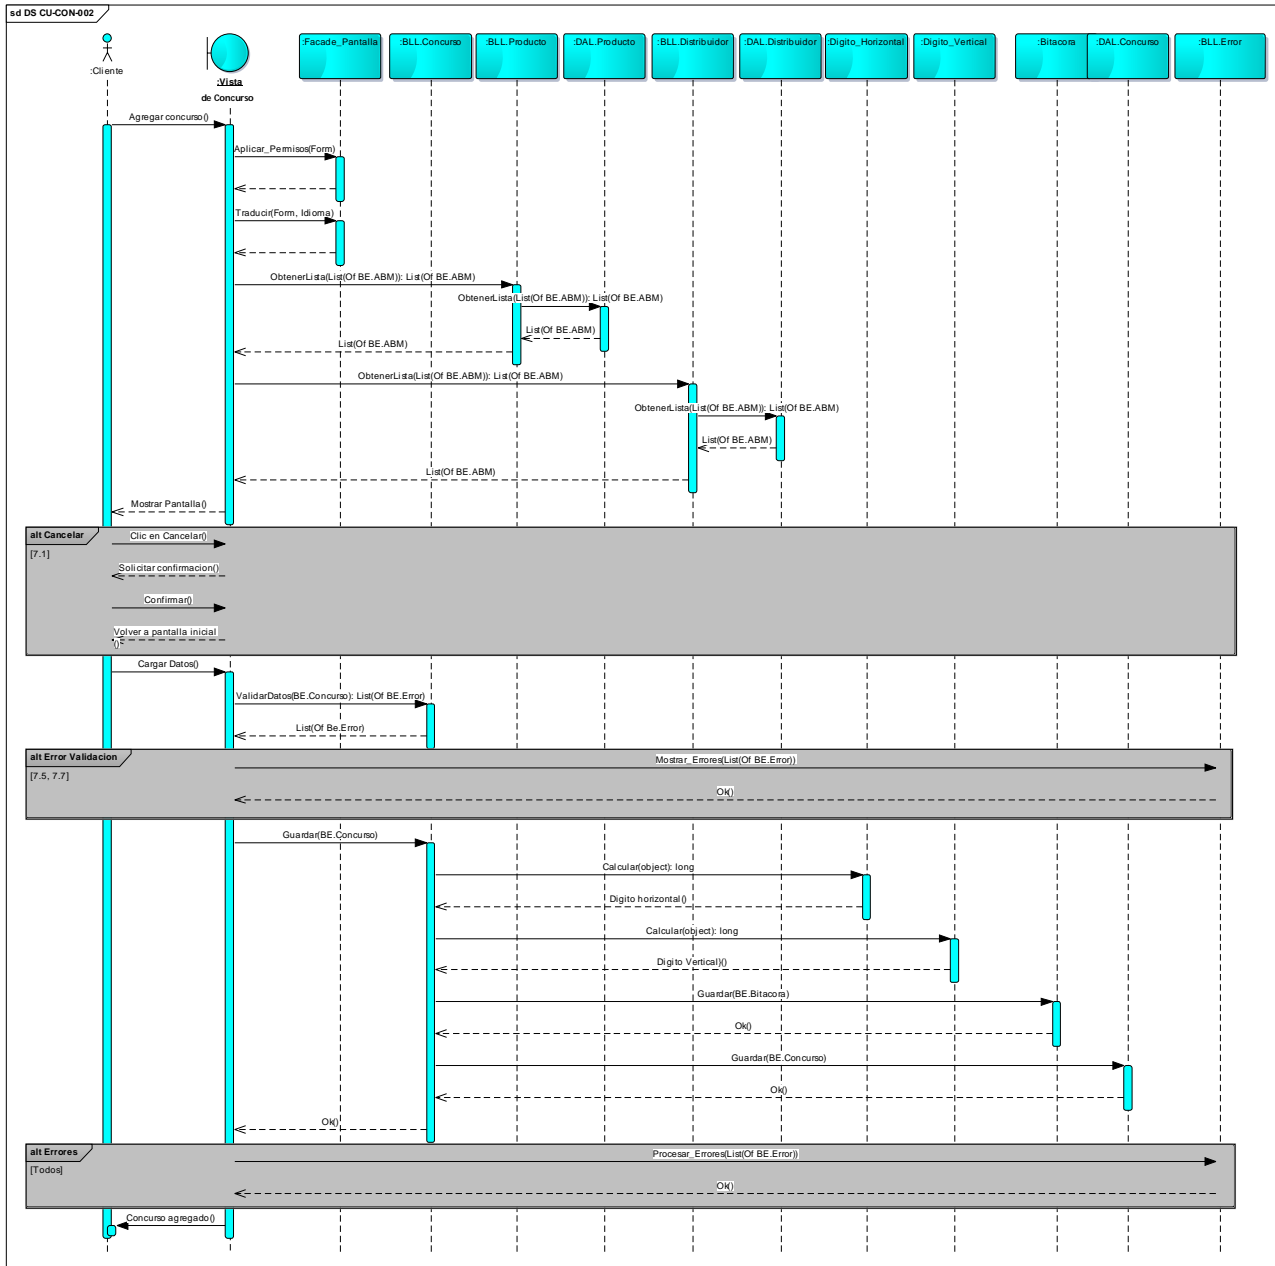 sd DS CU-CON-002
:Cliente
:Vista
de Concurso
:Facade_Pantalla
:BLL.Concurso
:BLL.Producto
:DAL.Producto
:BLL.Distribuidor
:DAL.Distribuidor
:Digito_Horizontal
:Digito_Vertical
:Bitacora
:DAL.Concurso
:BLL.Error
Agregar concurso()
Aplicar_Permisos(Form)
Traducir(Form, Idioma)
ObtenerLista(List(Of BE.ABM)): List(Of BE.ABM)
ObtenerLista(List(Of BE.ABM)): List(Of BE.ABM)
List(Of BE.ABM)
List(Of BE.ABM)
ObtenerLista(List(Of BE.ABM)): List(Of BE.ABM)
ObtenerLista(List(Of BE.ABM)): List(Of BE.ABM)
List(Of BE.ABM)
List(Of BE.ABM)
Mostrar Pantalla()
alt Cancelar
[7.1]
Clic en Cancelar()
Solicitar confirmacion()
Confirmar()
Volver a pantalla inicial
()
Cargar Datos()
ValidarDatos(BE.Concurso): List(Of BE.Error)
List(Of Be.Error)
alt Error Validacion
[7.5, 7.7]
Mostrar_Errores(List(Of BE.Error))
Ok()
Guardar(BE.Concurso)
Calcular(object): long
Digito horizontal()
Calcular(object): long
Digito Vertical)()
Guardar(BE.Bitacora)
Ok()
Guardar(BE.Concurso)
Ok()
Ok()
alt Errores
[Todos]
Procesar_Errores(List(Of BE.Error))
Ok()
Concurso agregado()